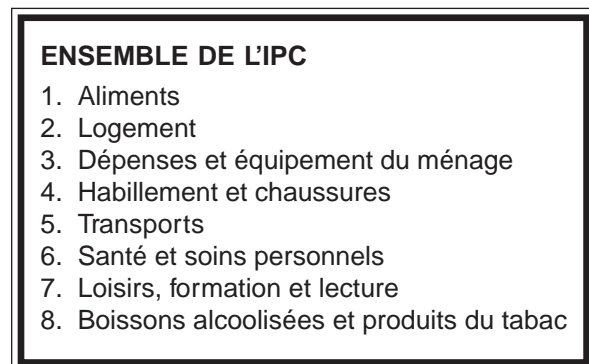 ENSEMBLE DE L'IPC
1. Aliments
2. Logement
3. Dépenses et équipement du ménage
4. Habillement et chaussures
5. Transports
6. Santé et soins personnels
7. Loisirs, formation et lecture
8. Boissons alcoolisées et produits du tabac